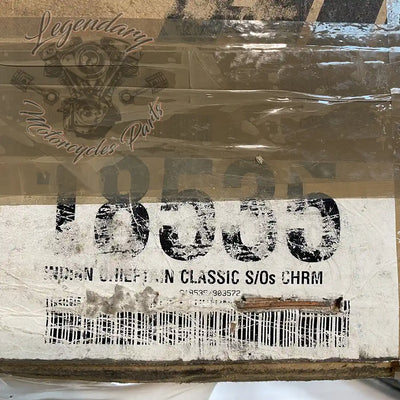 Legendary
Motorcycles Parts
18535
INDIAN CHIEFTAIN CLASSIC S/Os CHRM